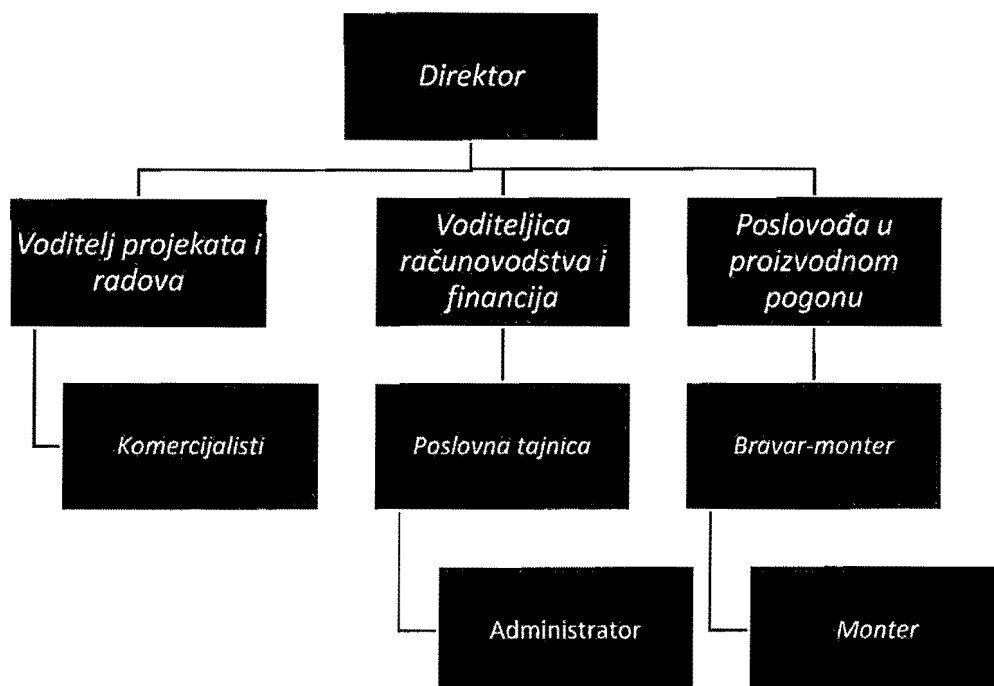 Direktor
Voditelj projekata i
radova
Voditeljica
računovodstva i
financija
Poslovođa u
proizvodnom
pogonu
Komercijalisti
Poslovna tajnica
Bravar-monter
Administrator
Monter